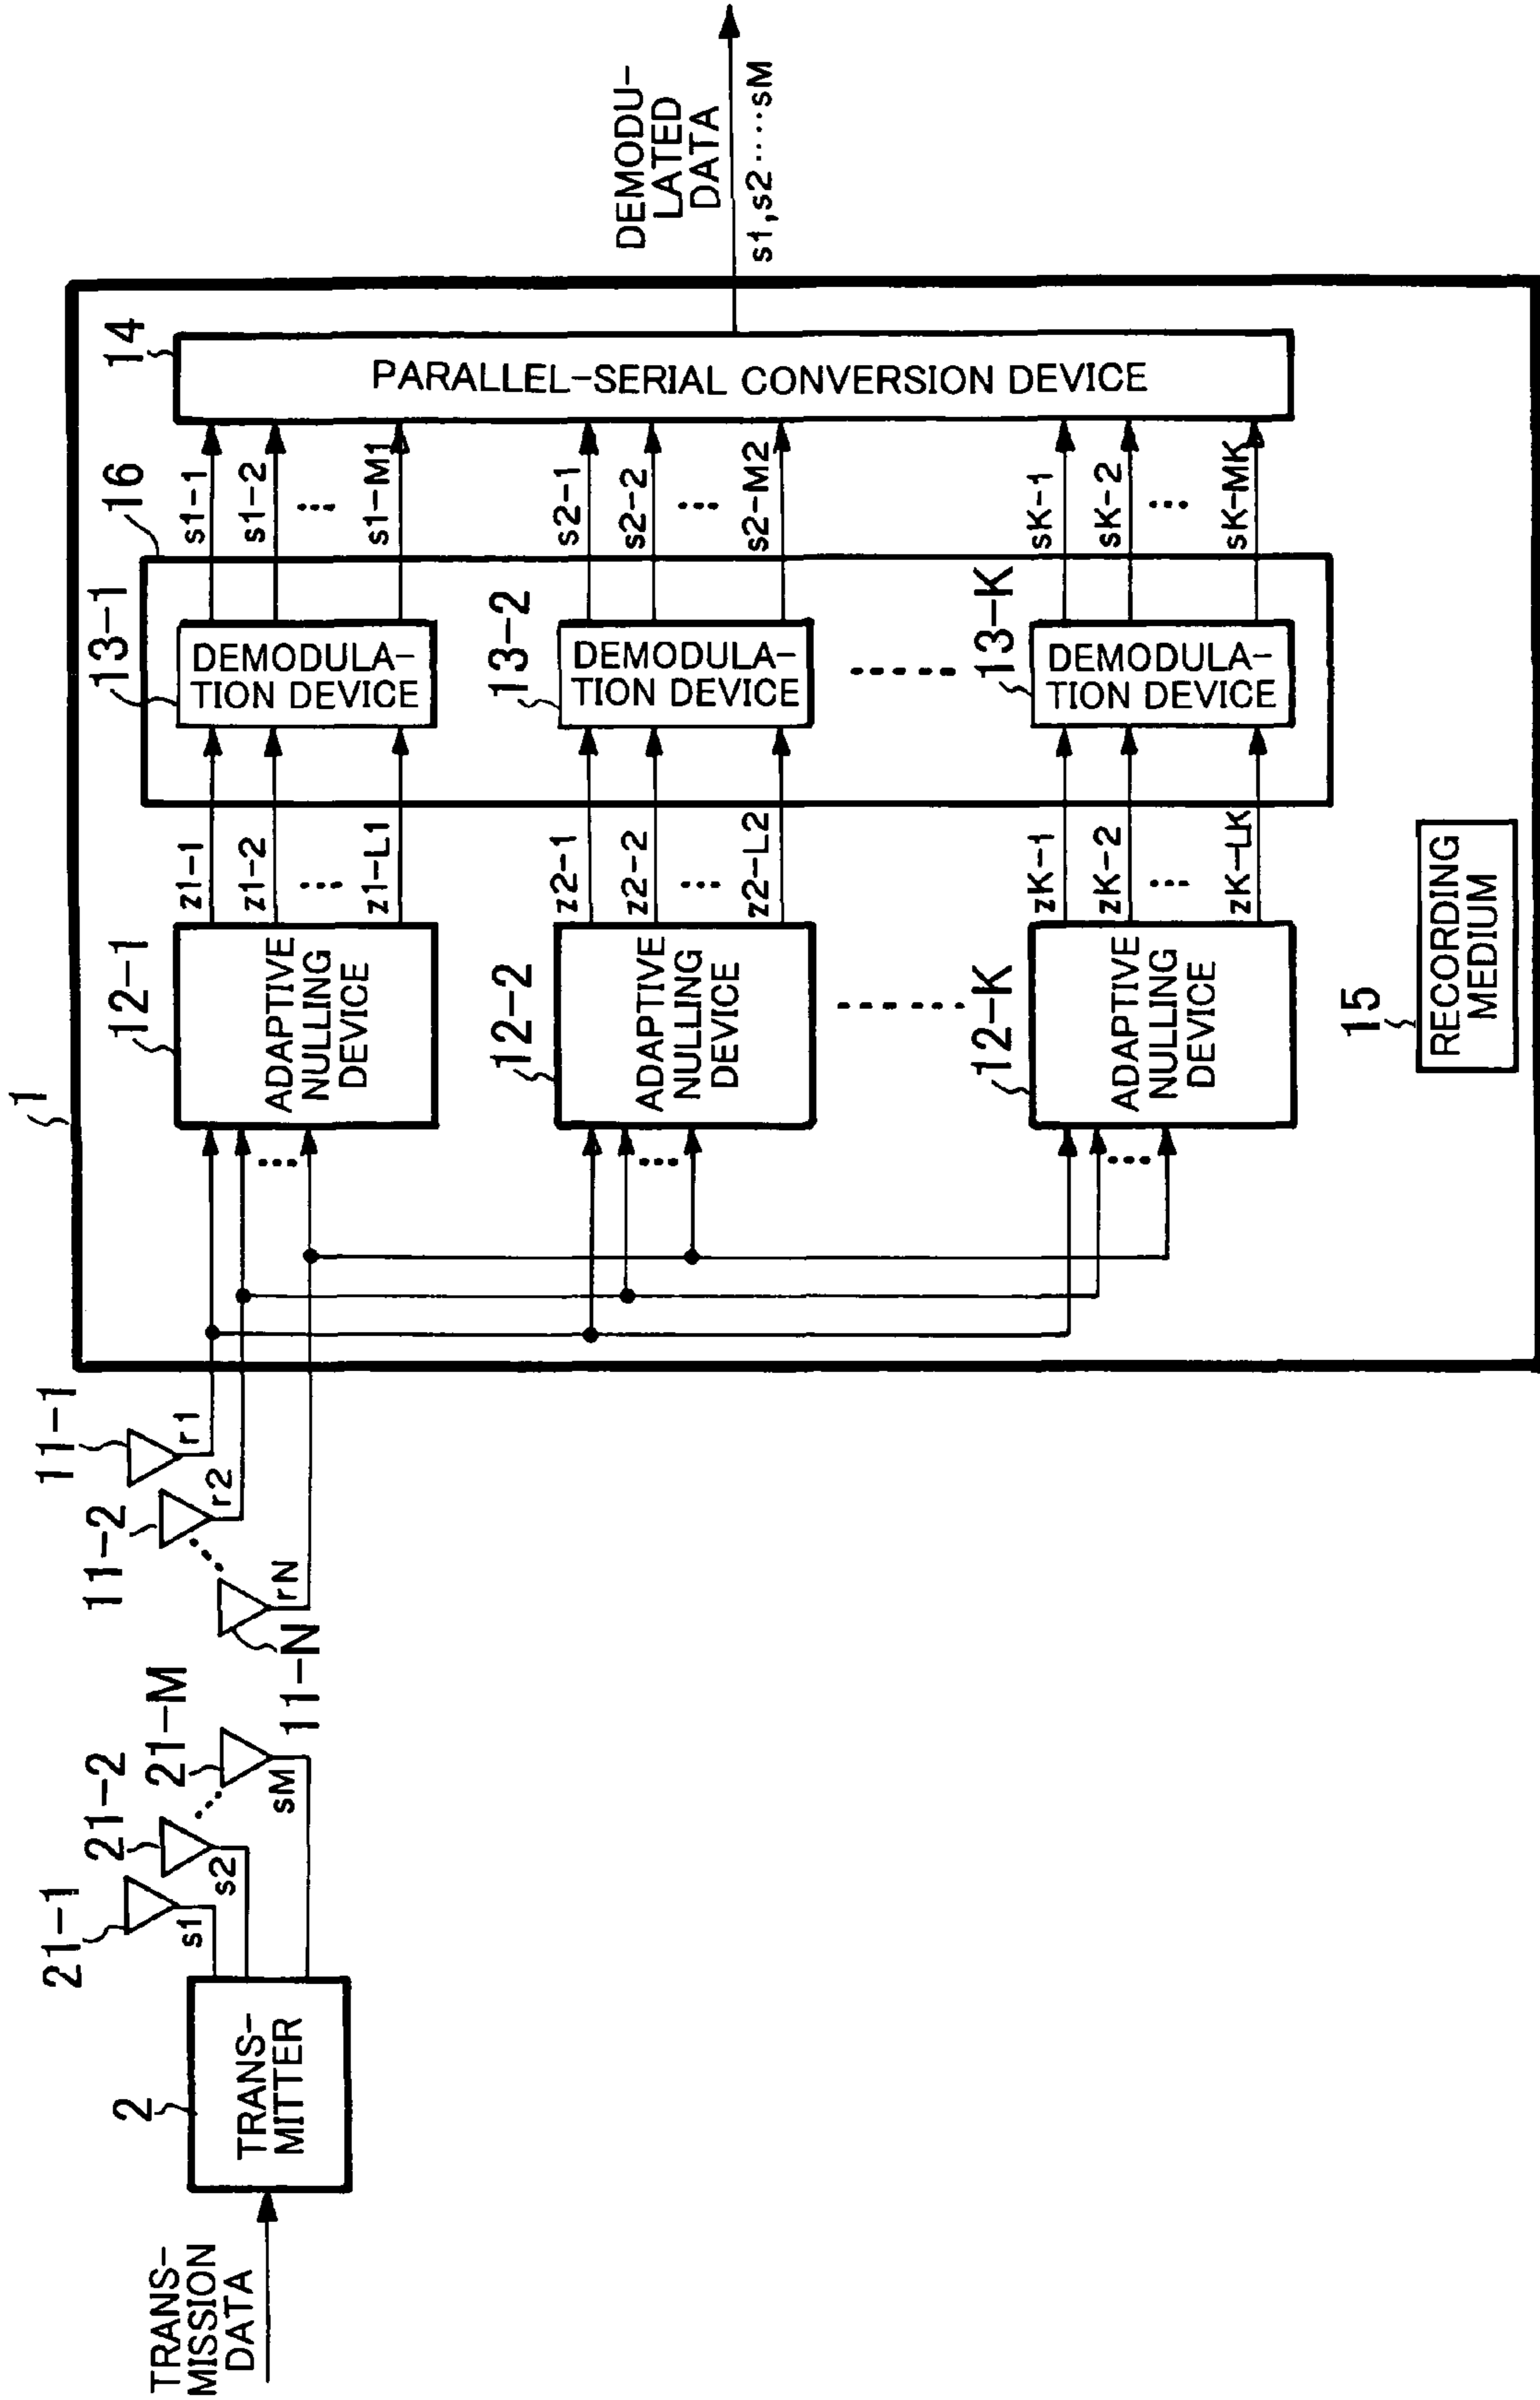 TRANS-
MISSION
DATA
2
TRANS-
MITTER
s1
s2
sM
21-1
21-2
21-M
11-1
11-2
11-N
r1
r2
rN
1
12-1
ADAPTIVE
NULLING
DEVICE
12-2
ADAPTIVE
NULLING
DEVICE
12-K
ADAPTIVE
NULLING
DEVICE
z1-1
z1-2
z1-L1
z2-1
z2-2
z2-L2
zK-1
zK-2
zK-LK
13-1
DEMODULA-
TION DEVICE
13-2
DEMODULA-
TION DEVICE
13-K
DEMODULA-
TION DEVICE
16
s1-1
s1-2
s1-M1
s2-1
s2-2
s2-M2
sK-1
sK-2
sK-MK
14
PARALLEL-SERIAL CONVERSION DEVICE
15
RECORDING
MEDIUM
DEMODU-
LATED
DATA
s1,s2····sM